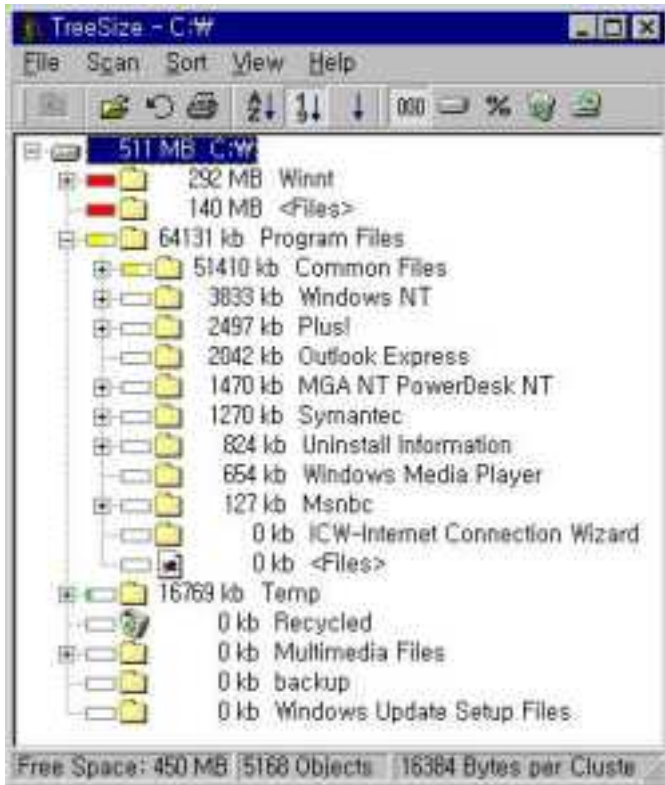 TreeSize - C:₩
File Scan Sort View Help
000 %
511 MB C:₩
292 MB Winnt
140 MB <Files>
64131 kb Program Files
51410 kb Common Files
3833 kb Windows NT
2497 kb Plus!
2042 kb Outlook Express
1470 kb MGA NT PowerDesk NT
1270 kb Symantec
824 kb Uninstall Information
654 kb Windows Media Player
127 kb Msnbc
0 kb ICW-Internet Connection Wizard
0 kb <Files>
16769 kb Temp
0 kb Recycled
0 kb Multimedia Files
0 kb backup
0 kb Windows Update Setup Files
Free Space: 450 MB 5168 Objects 16384 Bytes per Cluste